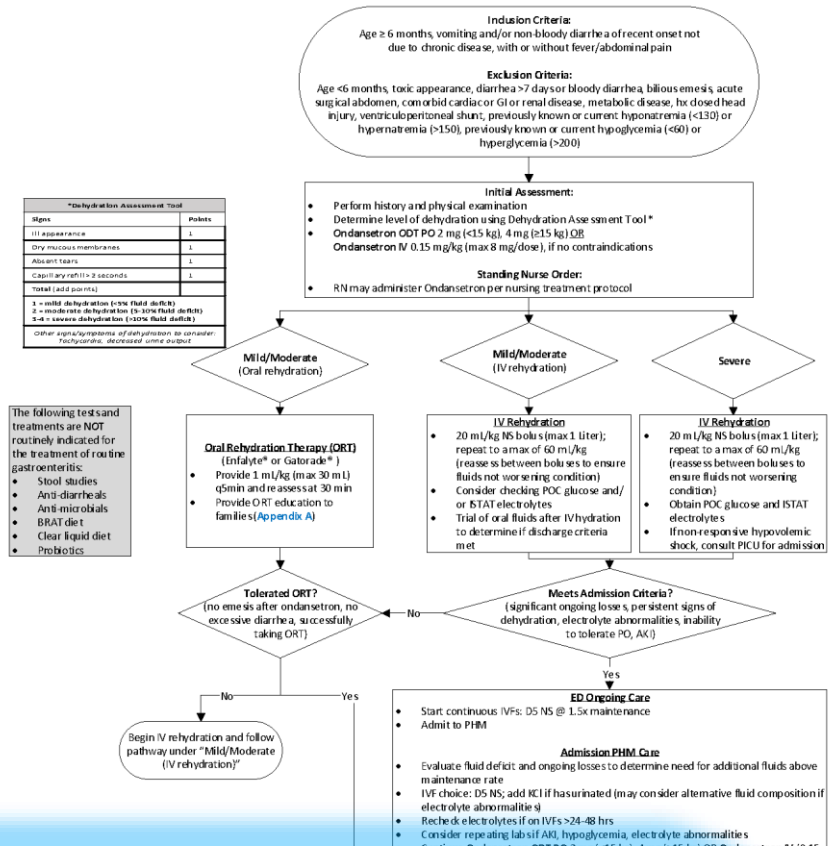 Inclusion Criteria:
Age ≥ 6 months, vomiting and/or non-bloody diarrhea of recent onset not
due to chronic disease, with or without fever/abdominal pain
Exclusion Criteria:
Age <6 months, toxic appearance, diarrhea >7 days or bloody diarrhea, bilious emesis, acute
surgical abdomen, comorbid cardiac or GI or renal disease, metabolic disease, hx closed head
injury, ventriculoperitoneal shunt, previously known or current hyponatremia (<130) or
hypernatremia (>150), previously known or current hypoglycemia (<60) or
hyperglycemia (>200)
Initial Assessment:
• Perform history and physical examination
• Determine level of dehydration using Dehydration Assessment Tool *
• Ondansetron ODT PO 2 mg (<15 kg), 4 mg (≥15 kg) OR
Ondansetron IV 0.15 mg/kg (max 8 mg/dose), if no contraindications
Standing Nurse Order:
• RN may administer Ondansetron per nursing treatment protocol
*Dehydration Assessment Tool
Signs Points
Ill appearance 1
Dry mucous membranes 1
Absent tears 1
Capillary refill > 2 seconds 1
Total (add points)
1 = mild dehydration (<5% fluid deficit)
2 = moderate dehydration (5-10% fluid deficit)
3-4 = severe dehydration (>10% fluid deficit)
Other signs/symptoms of dehydration to consider:
Tachycardia, decreased urine output
Mild/Moderate
(Oral rehydration)
Mild/Moderate
(IV rehydration)
Severe
The following tests and
treatments are NOT
routinely indicated for
the treatment of routine
gastroenteritis:
• Stool studies
• Anti-diarrheals
• Anti-microbials
• BRAT diet
• Clear liquid diet
• Probiotics
Oral Rehydration Therapy (ORT)
(Enfalyte® or Gatorade® )
• Provide 1 mL/kg (max 30 mL)
q5min and reassess at 30 min
• Provide ORT education to
families (Appendix A)
IV Rehydration
• 20 mL/kg NS bolus (max 1 Liter);
repeat to a max of 60 mL/kg
(reassess between boluses to ensure
fluids not worsening condition)
• Consider checking POC glucose and/
or ISTAT electrolytes
• Trial of oral fluids after IV hydration
to determine if discharge criteria
met
IV Rehydration
• 20 mL/kg NS bolus (max 1 Liter);
repeat to a max of 60 mL/kg
(reassess between boluses to
ensure fluids not worsening
condition)
• Obtain POC glucose and ISTAT
electrolytes
• If non-responsive hypovolemic
shock, consult PICU for admission
Tolerated ORT?
(no emesis after ondansetron, no
excessive diarrhea, successfully
taking ORT)
No
Meets Admission Criteria?
(significant ongoing losses, persistent signs of
dehydration, electrolyte abnormalities, inability
to tolerate PO, AKI)
Yes
No
Yes
Begin IV rehydration and follow
pathway under "Mild/Moderate
(IV rehydration)"
ED Ongoing Care
• Start continuous IVFs: D5 NS @ 1.5x maintenance
• Admit to PHM
Admission PHM Care
• Evaluate fluid deficit and ongoing losses to determine need for additional fluids above
maintenance rate
• IVF choice: D5 NS; add KCl if has urinated (may consider alternative fluid composition if
electrolyte abnormalities)
• Recheck electrolytes if on IVFs >24-48 hrs
• Consider repeating labs if AKI, hypoglycemia, electrolyte abnormalities